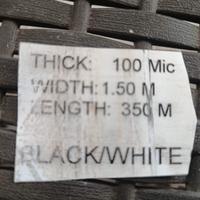 THICK: 100 Mic
WIDTH: 1.50 M
LENGTH: 350 M
BLACK/WHITE